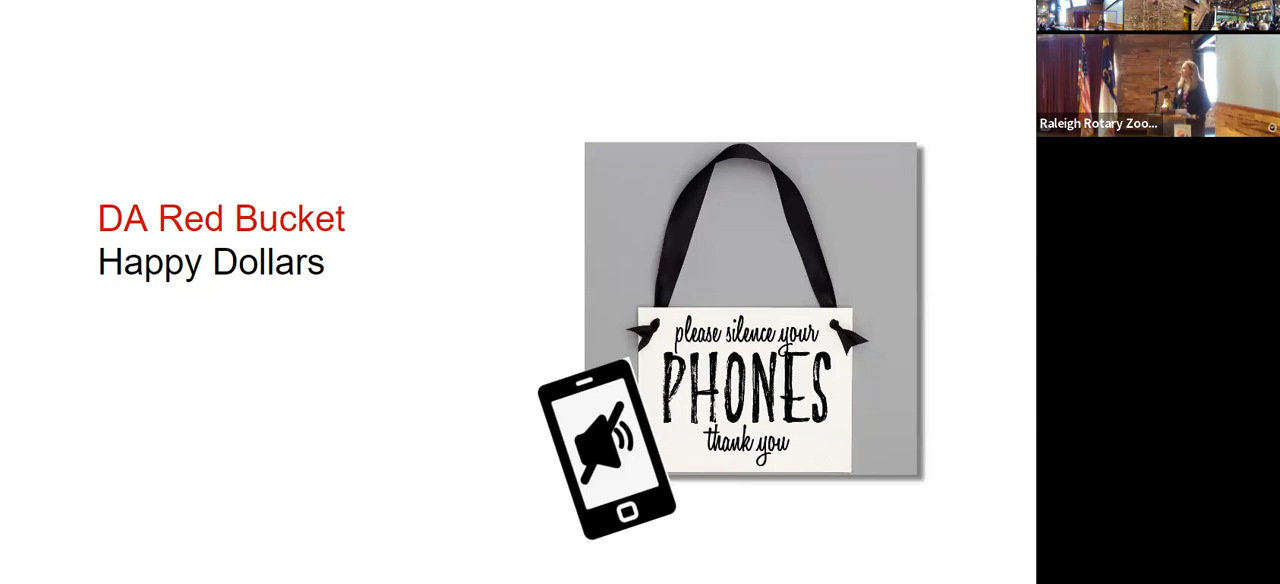 DA Red Bucket
Happy Dollars
please silence your
PHONES
thank you
Raleigh Rotary Zoo...